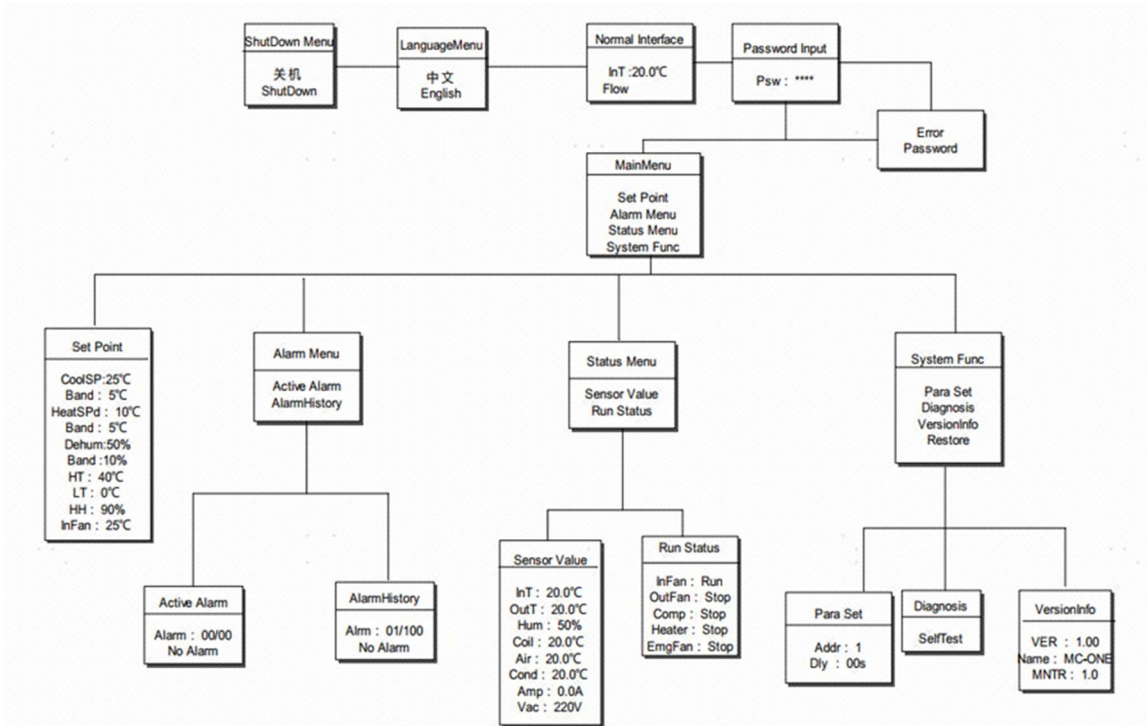 ShutDown Menu
关机
ShutDown
LanguageMenu
中文
English
Normal Interface
InT :20.0℃
Flow
Password Input
Psw : ****
Error
Password
MainMenu
Set Point
Alarm Menu
Status Menu
System Func
Set Point
CoolSP:25℃
Band : 5℃
HeatSPd : 10℃
Band : 5℃
Dehum:50%
Band :10%
HT : 40℃
LT : 0℃
HH : 90%
InFan : 25℃
Alarm Menu
Active Alarm
AlarmHistory
Status Menu
Sensor Value
Run Status
System Func
Para Set
Diagnosis
VersionInfo
Restore
Active Alarm
Alarm : 00/00
No Alarm
AlarmHistory
Alrm : 01/100
No Alarm
Sensor Value
InT : 20.0℃
OutT : 20.0℃
Hum : 50%
Coil : 20.0℃
Air : 20.0℃
Cond : 20.0℃
Amp : 0.0A
Vac : 220V
Run Status
InFan : Run
OutFan : Stop
Comp : Stop
Heater : Stop
EmgFan : Stop
Para Set
Addr : 1
Dly : 00s
Diagnosis
SelfTest
VersionInfo
VER : 1.00
Name : MC-ONE
MNTR : 1.0